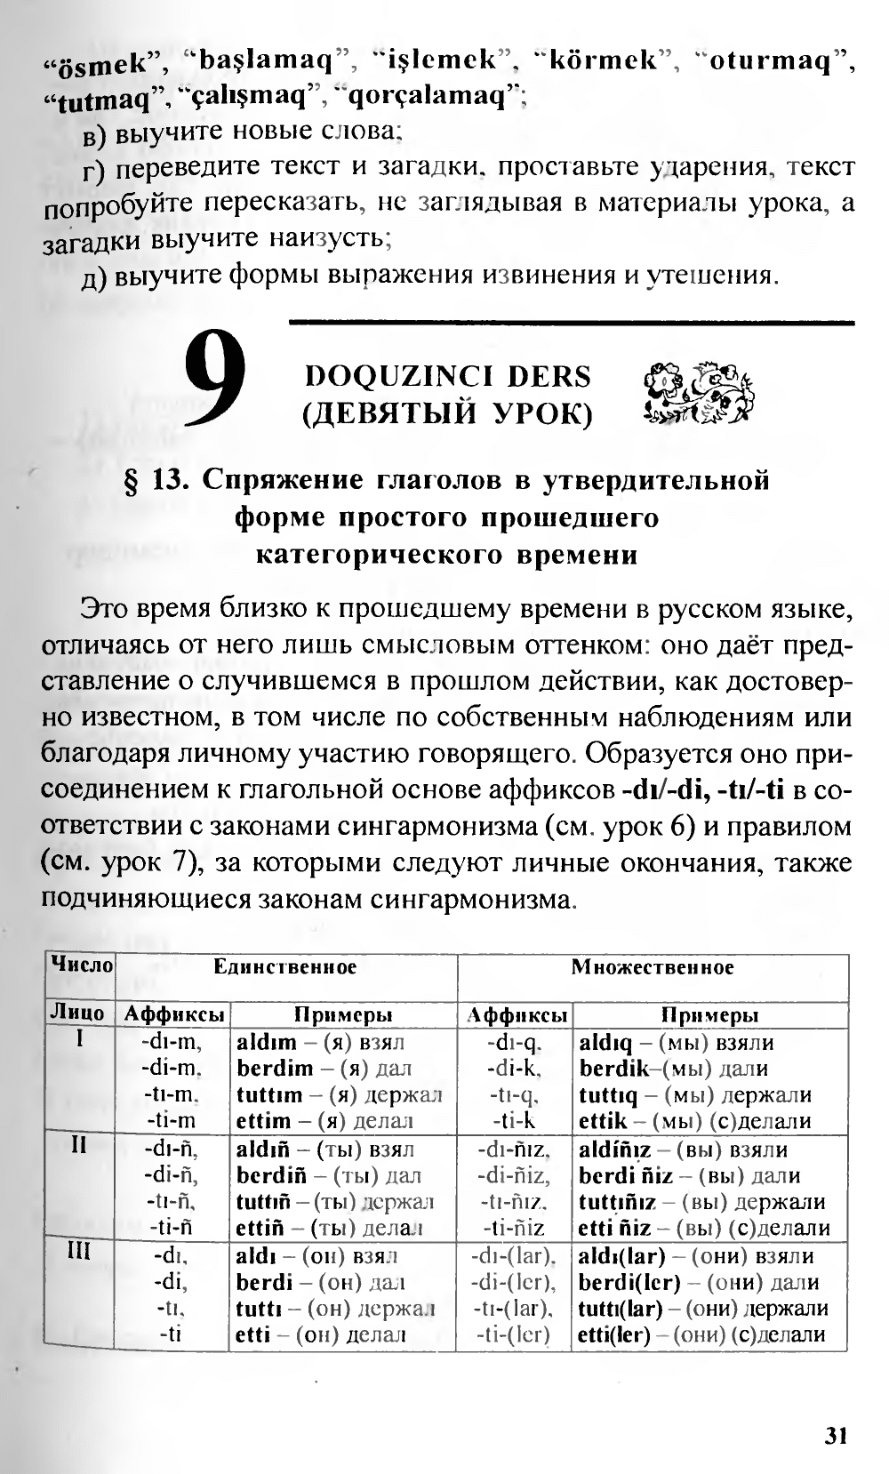 “ösmek”, “başlamaq”, “işlemek”, “körmek”, “oturmaq”,
“tutmaq”, “çalışmaq”, “qorçalamaq”;
в) выучите новые слова;
г) переведите текст и загадки, проставьте ударения, текст
попробуйте пересказать, не заглядывая в материалы урока, а
загадки выучите наизусть;
д) выучите формы выражения извинения и утешения.
9
DOQUZINCI DERS
(ДЕВЯТЫЙ УРОК)
§ 13. Спряжение глаголов в утвердительной
форме простого прошедшего
категорического времени
Это время близко к прошедшему времени в русском языке,
отличаясь от него лишь смысловым оттенком: оно даёт пред-
ставление о случившемся в прошлом действии, как достовер-
но известном, в том числе по собственным наблюдениям или
благодаря личному участию говорящего. Образуется оно при-
соединением к глагольной основе аффиксов -dı/-di, -tı/-ti в со-
ответствии с законами сингармонизма (см. урок 6) и правилом
(см. урок 7), за которыми следуют личные окончания, также
подчиняющиеся законам сингармонизма.
Число Единственное Множественное
Лицо Аффиксы Примеры Аффиксы Примеры
I -dı-m, aldım – (я) взял -dı-q, aldıq – (мы) взяли
-di-m, berdim – (я) дал -di-k, berdik–(мы) дали
-tı-m, tuttım – (я) держал -tı-q, tuttıq – (мы) держали
-ti-m ettim – (я) делал -ti-k ettik – (мы) (с)делали
II -dı-ñ, aldıñ – (ты) взял -dı-ñız, aldíñız – (вы) взяли
-di-ñ, berdiñ – (ты) дал -di-ñiz, berdi ñiz – (вы) дали
-tı-ñ, tuttıñ – (ты) держал -tı-ñız, tuttıñız – (вы) держали
-ti-ñ ettiñ – (ты) делал -ti-ñiz etti ñiz – (вы) (с)делали
III -dı, aldı – (он) взял -dı-(lar), aldı(lar) – (они) взяли
-di, berdi – (он) дал -di-(ler), berdi(ler) – (они) дали
-tı, tuttı – (он) держал -tı-(lar), tuttı(lar) – (они) держали
-ti etti – (он) делал -ti-(ler) etti(ler) – (они) (с)делали
31